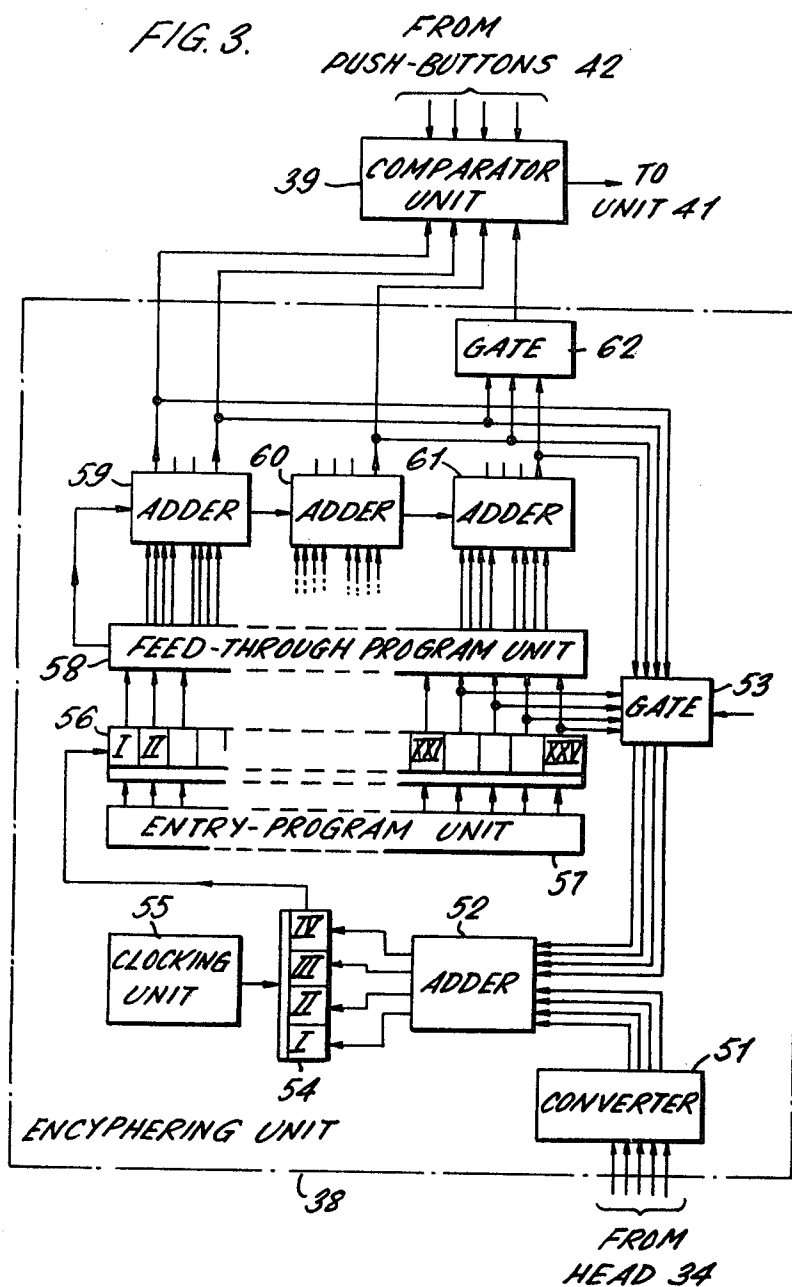 FIG. 3.
FROM
PUSH-BUTTONS 42
39
COMPARATOR
UNIT
TO
UNIT 41
GATE
62
59
ADDER
60
ADDER
61
ADDER
FEED-THROUGH PROGRAM UNIT
58
GATE
53
56
I II XXI XXV
ENTRY-PROGRAM UNIT
57
55
CLOCKING
UNIT
IV
III
II
I
54
52
ADDER
51
CONVERTER
ENCYPHERING UNIT
38
FROM
HEAD 34